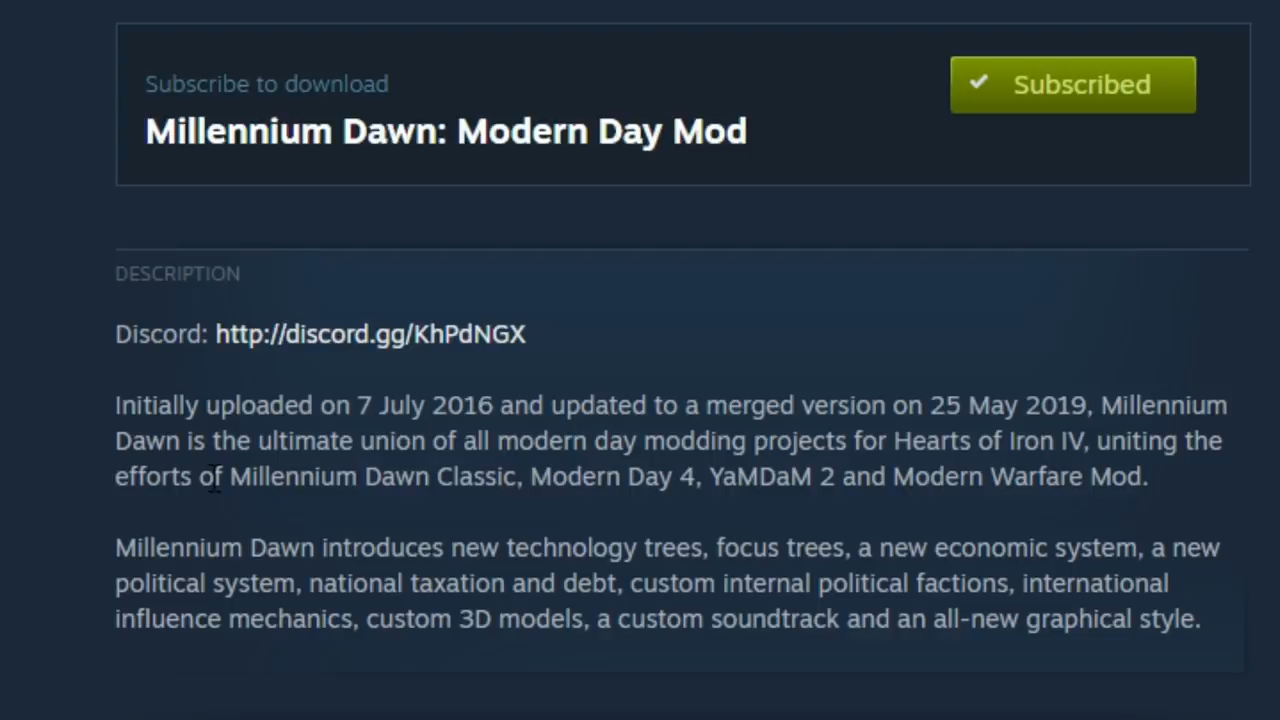 Subscribe to download
Subscribed
Millennium Dawn: Modern Day Mod
DESCRIPTION
Discord: http://discord.gg/KhPdNGX
Initially uploaded on 7 July 2016 and updated to a merged version on 25 May 2019, Millennium
Dawn is the ultimate union of all modern day modding projects for Hearts of Iron IV, uniting the
efforts of Millennium Dawn Classic, Modern Day 4, YaMDaM 2 and Modern Warfare Mod.
Millennium Dawn introduces new technology trees, focus trees, a new economic system, a new
political system, national taxation and debt, custom internal political factions, international
influence mechanics, custom 3D models, a custom soundtrack and an all-new graphical style.